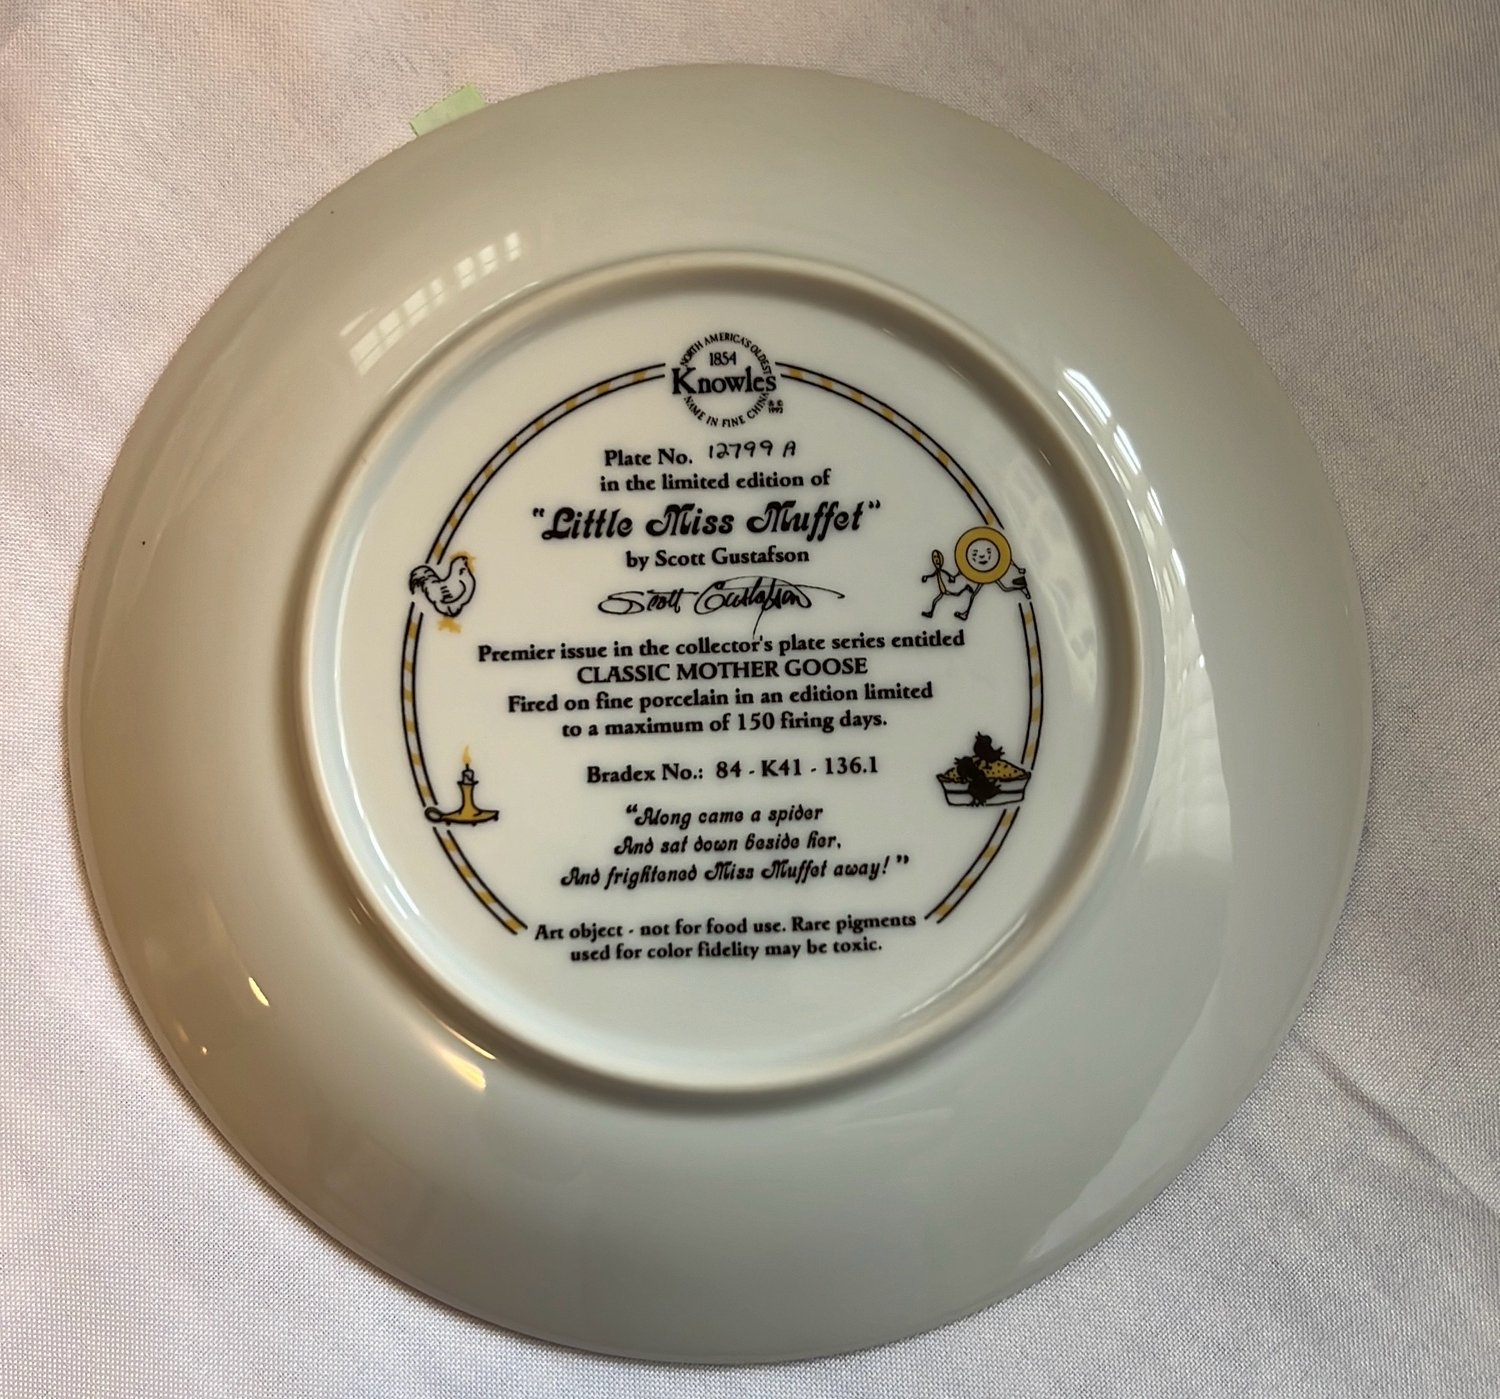 NORTH AMERICA'S OLDEST
1854
Knowles
NAME IN FINE CHINA
1992
Plate No. 12799 A
in the limited edition of
"Little Miss Muffet"
by Scott Gustafson
Scott Gustafson
Premier issue in the collector's plate series entitled
CLASSIC MOTHER GOOSE
Fired on fine porcelain in an edition limited
to a maximum of 150 firing days.
Bradex No.: 84 - K41 - 136.1
"Along came a spider
And sat down beside her,
And frightened Miss Muffet away!"
Art object - not for food use. Rare pigments
used for color fidelity may be toxic.